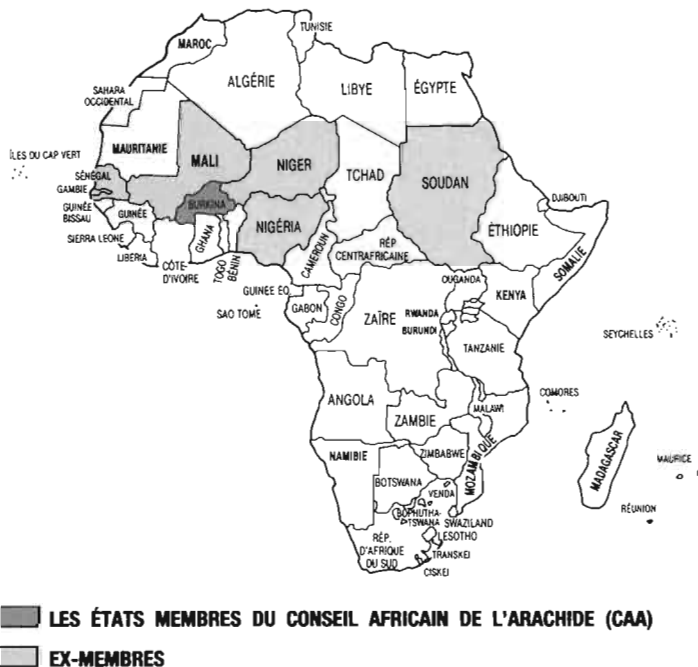 TUNISIE
MAROC
ALGÉRIE
LIBYE
ÉGYPTE
SAHARA
OCCIDENTAL
MAURITANIE
ÎLES DU CAP VERT
MALI
NIGER
TCHAD
SOUDAN
SÉNÉGAL
GAMBIE
GUINÉE
BISSAU
GUINÉE
BURKINA
NIGÉRIA
DJIBOUTI
ÉTHIOPIE
SIERRA LEONE
LIBERIA
CÔTE-
D'IVOIRE
GHANA
TOGO
BÉNIN
CAMEROUN
RÉP
CENTRAFRICAINE
SOMALIE
GUINEE EQ.
SAO TOMÉ
GABON
CONGO
ZAÏRE
OUGANDA
KENYA
RWANDA
BURUNDI
TANZANIE
SEYCHELLES
COMORES
ANGOLA
ZAMBIE
MALAWI
MOZAMBIQUE
MADAGASCAR
MAURICE
RÉUNION
NAMIBIE
ZIMBABWE
BOTSWANA
VENDA
BOPHUTHA-
TSWANA
SWAZILAND
LESOTHO
RÉP.
D'AFRIQUE
DU SUD
TRANSKEI
CISKEI
LES ÉTATS MEMBRES DU CONSEIL AFRICAIN DE L'ARACHIDE (CAA)
EX-MEMBRES